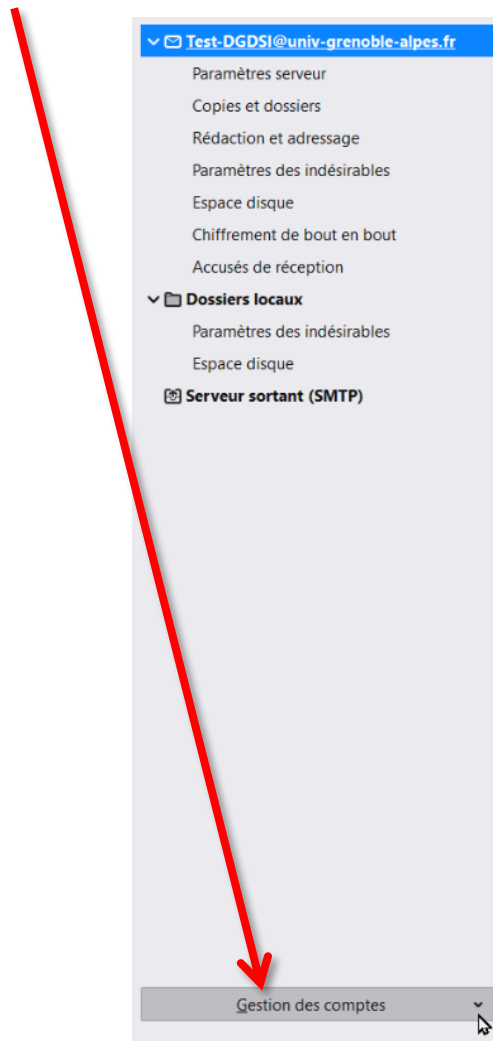 Test-DGDSI@univ-grenoble-alpes.fr
Paramètres serveur
Copies et dossiers
Rédaction et adressage
Paramètres des indésirables
Espace disque
Chiffrement de bout en bout
Accusés de réception
Dossiers locaux
Paramètres des indésirables
Espace disque
Serveur sortant (SMTP)
Gestion des comptes